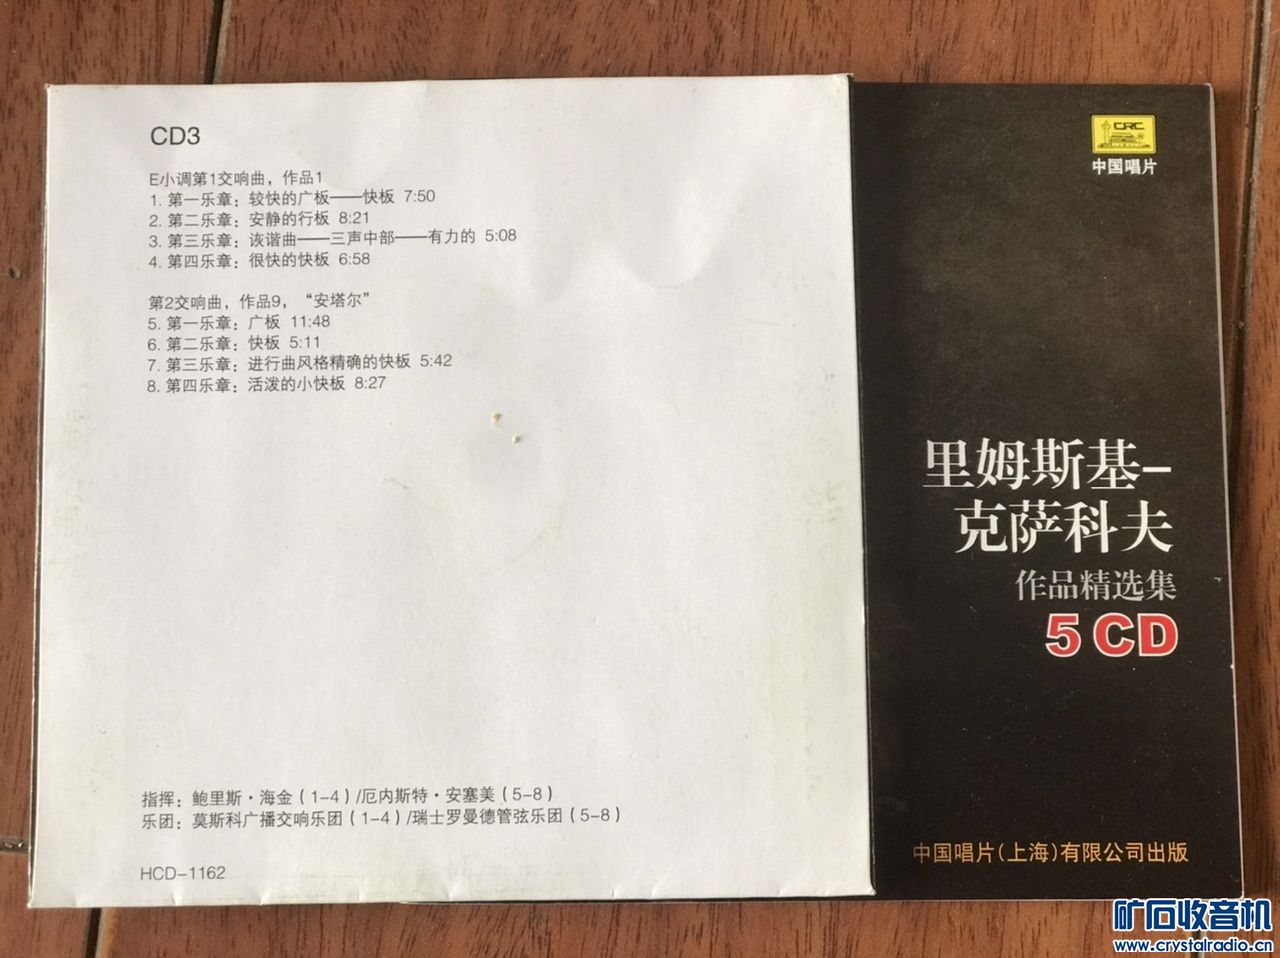 CD3
E小调第1交响曲，作品1
1. 第一乐章：较快的广板——快板 7:50
2. 第二乐章：安静的行板 8:21
3. 第三乐章：诙谐曲——三声中部——有力的 5:08
4. 第四乐章：很快的快板 6:58
第2交响曲，作品9，“安塔尔”
5. 第一乐章：广板 11:48
6. 第二乐章：快板 5:11
7. 第三乐章：进行曲风格精确的快板 5:42
8. 第四乐章：活泼的小快板 8:27
指挥：鲍里斯·海金（1-4）/厄内斯特·安塞美（5-8）
乐团：莫斯科广播交响乐团（1-4）/瑞士罗曼德管弦乐团（5-8）
HCD-1162
CRC
中国唱片
里姆斯基-
克萨科夫
作品精选集
5 CD
中国唱片(上海)有限公司出版
矿石收音机
www.crystalradio.cn